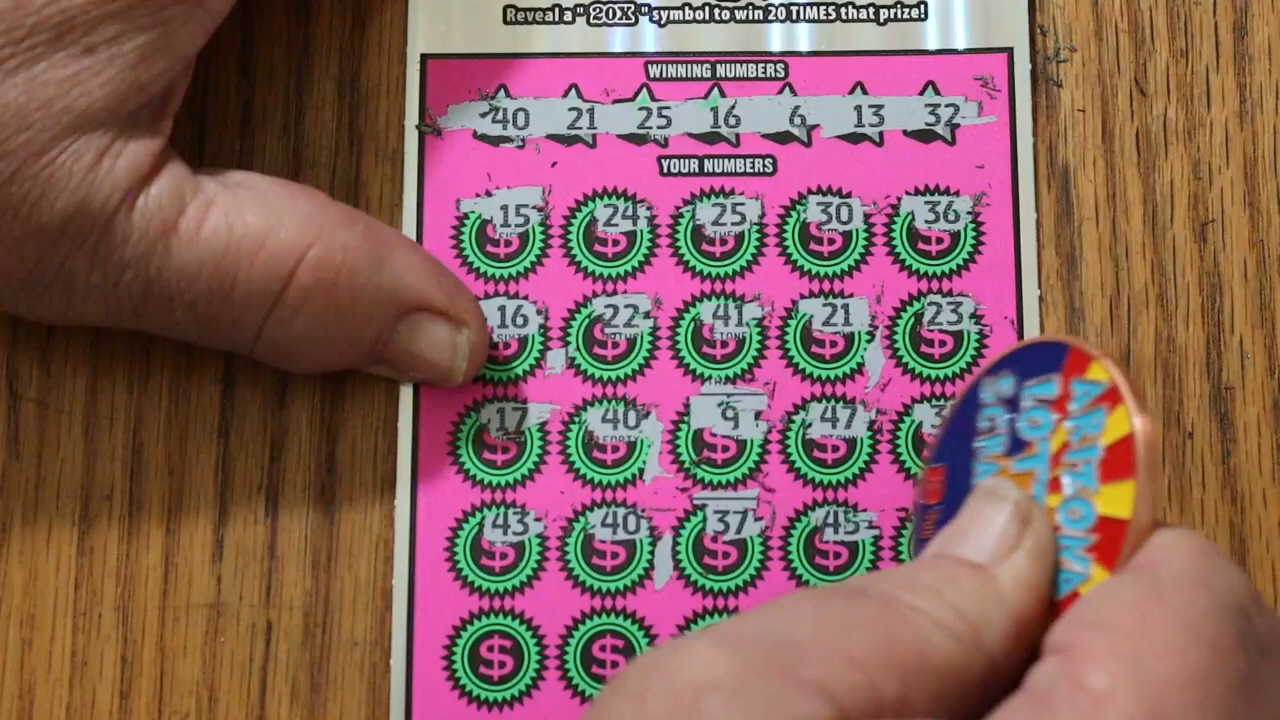 Reveal a " 20X " symbol to win 20 TIMES that prize!
WINNING NUMBERS
40 21 25 16 6 13 32
YOUR NUMBERS
15 24 25 30 36
16 22 41 21 23
17 40 9 47
FORTY
43 40 37 45
ARIZONA